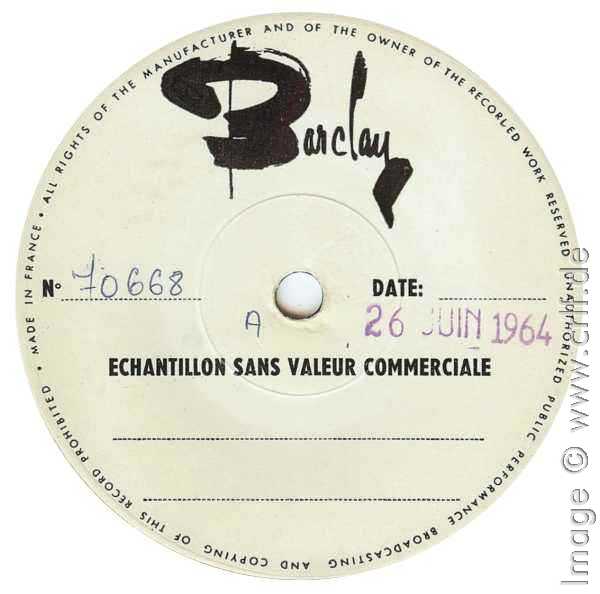 • MADE IN FRANCE • ALL RIGHTS OF THE MANUFACTURER AND OF THE OWNER OF THE RECORDED WORK RESERVED UNAUTHORIZED PUBLIC PERFORMANCE BROADCASTING AND COPYING OF THIS RECORD PROHIBITED
Barclay
N° 70668 DATE:
A 26 JUIN 1964
ECHANTILLON SANS VALEUR COMMERCIALE
Image © www.crlf.de